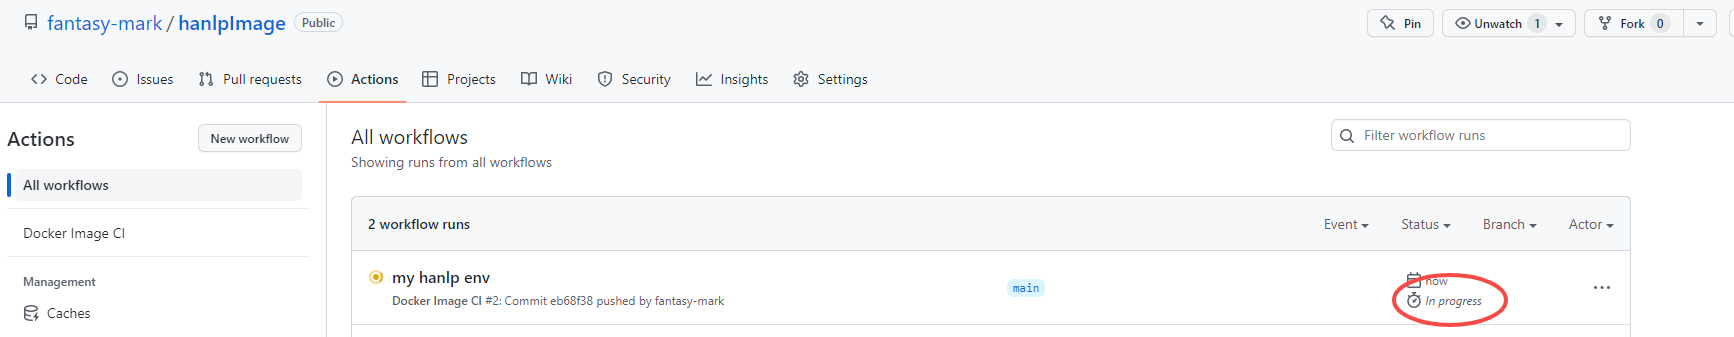 fantasy-mark / hanlpImage Public
Pin Unwatch 1 Fork 0
Code Issues Pull requests Actions Projects Wiki Security Insights Settings
Actions New workflow
All workflows
Docker Image CI
Management
Caches
All workflows
Showing runs from all workflows
Filter workflow runs
2 workflow runs Event Status Branch Actor
my hanlp env main now
Docker Image CI #2: Commit eb68f38 pushed by fantasy-mark In progress